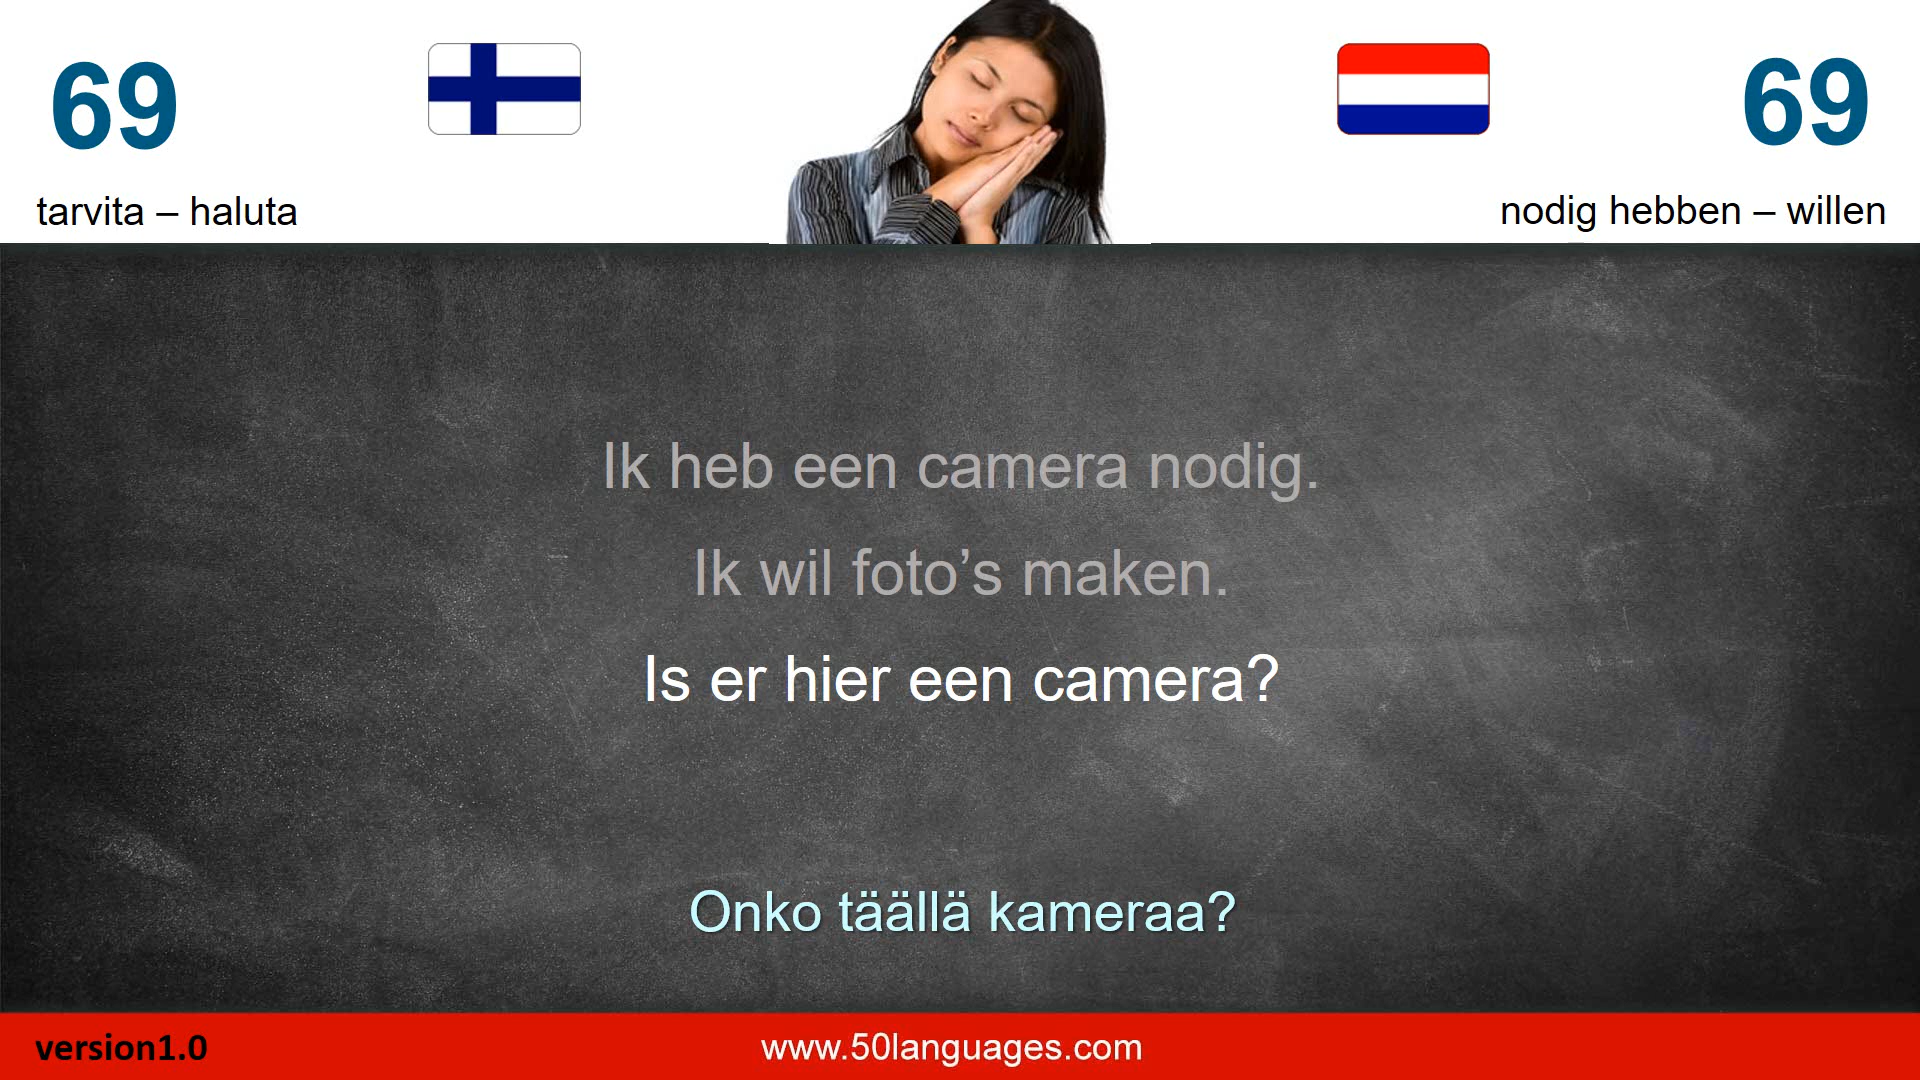 69
69
tarvita – haluta
nodig hebben – willen
Ik heb een camera nodig.
Ik wil foto’s maken.
Is er hier een camera?
Onko täällä kameraa?
version1.0
www.50languages.com